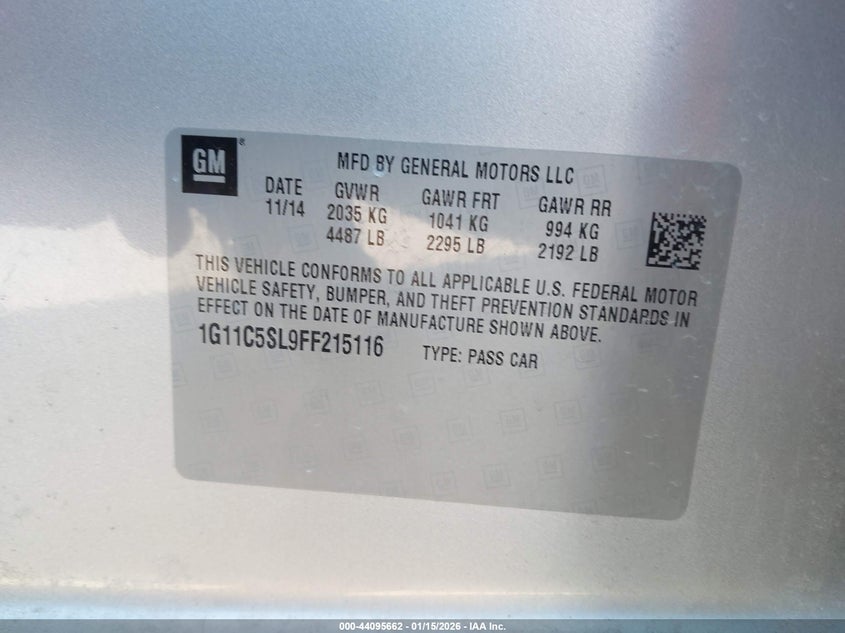 GM®
MFD BY GENERAL MOTORS LLC
DATE GVWR GAWR FRT GAWR RR
11/14 2035 KG 1041 KG 994 KG
4487 LB 2295 LB 2192 LB
THIS VEHICLE CONFORMS TO ALL APPLICABLE U.S. FEDERAL MOTOR
VEHICLE SAFETY, BUMPER, AND THEFT PREVENTION STANDARDS IN
EFFECT ON THE DATE OF MANUFACTURE SHOWN ABOVE.
1G11C5SL9FF215116 TYPE: PASS CAR
000-44095662 - 01/15/2026 - IAA Inc.